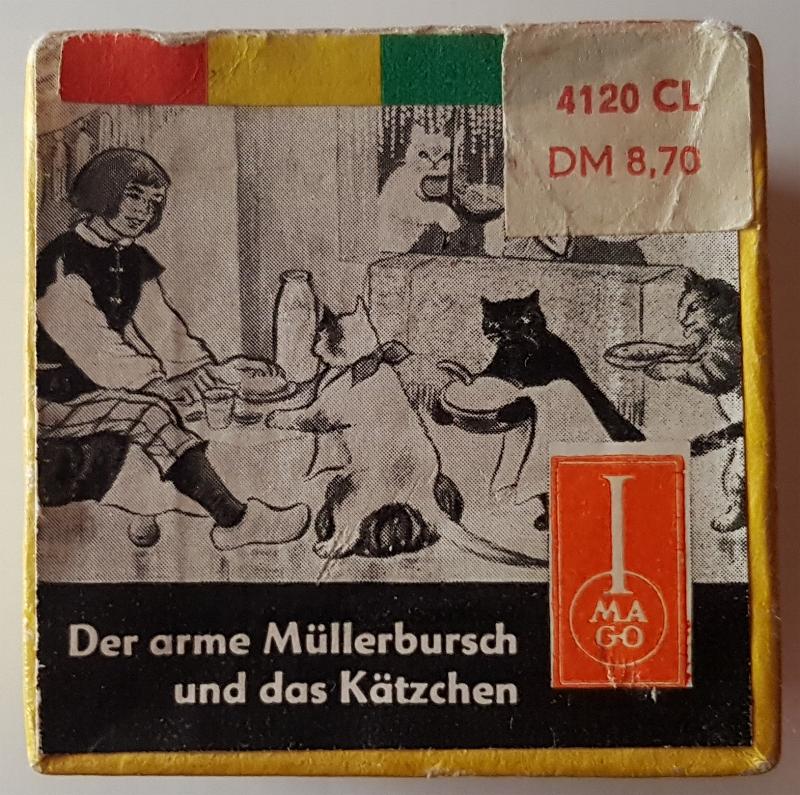 4120 CL
DM 8,70
I
MA
GO
Der arme Müllerbursch
und das Kätzchen